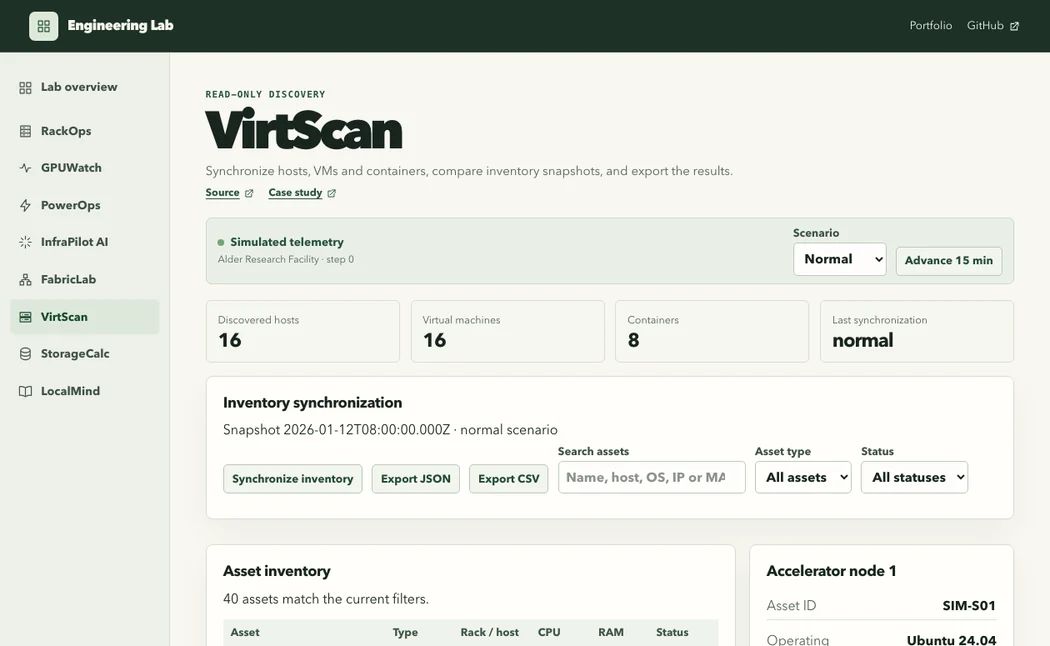 Engineering Lab
Portfolio
GitHub
Lab overview
RackOps
GPUWatch
PowerOps
InfraPilot AI
FabricLab
VirtScan
StorageCalc
LocalMind
READ-ONLY DISCOVERY
VirtScan
Synchronize hosts, VMs and containers, compare inventory snapshots, and export the results.
Source
Case study
Simulated telemetry
Alder Research Facility · step 0
Scenario
Normal
Advance 15 min
Discovered hosts
16
Virtual machines
16
Containers
8
Last synchronization
normal
Inventory synchronization
Snapshot 2026-01-12T08:00:00.000Z · normal scenario
Synchronize inventory
Export JSON
Export CSV
Search assets
Name, host, OS, IP or MA
Asset type
All assets
Status
All statuses
Asset inventory
40 assets match the current filters.
Asset Type Rack / host CPU RAM Status
Accelerator node 1
Asset ID SIM-S01
Operating Ubuntu 24.04